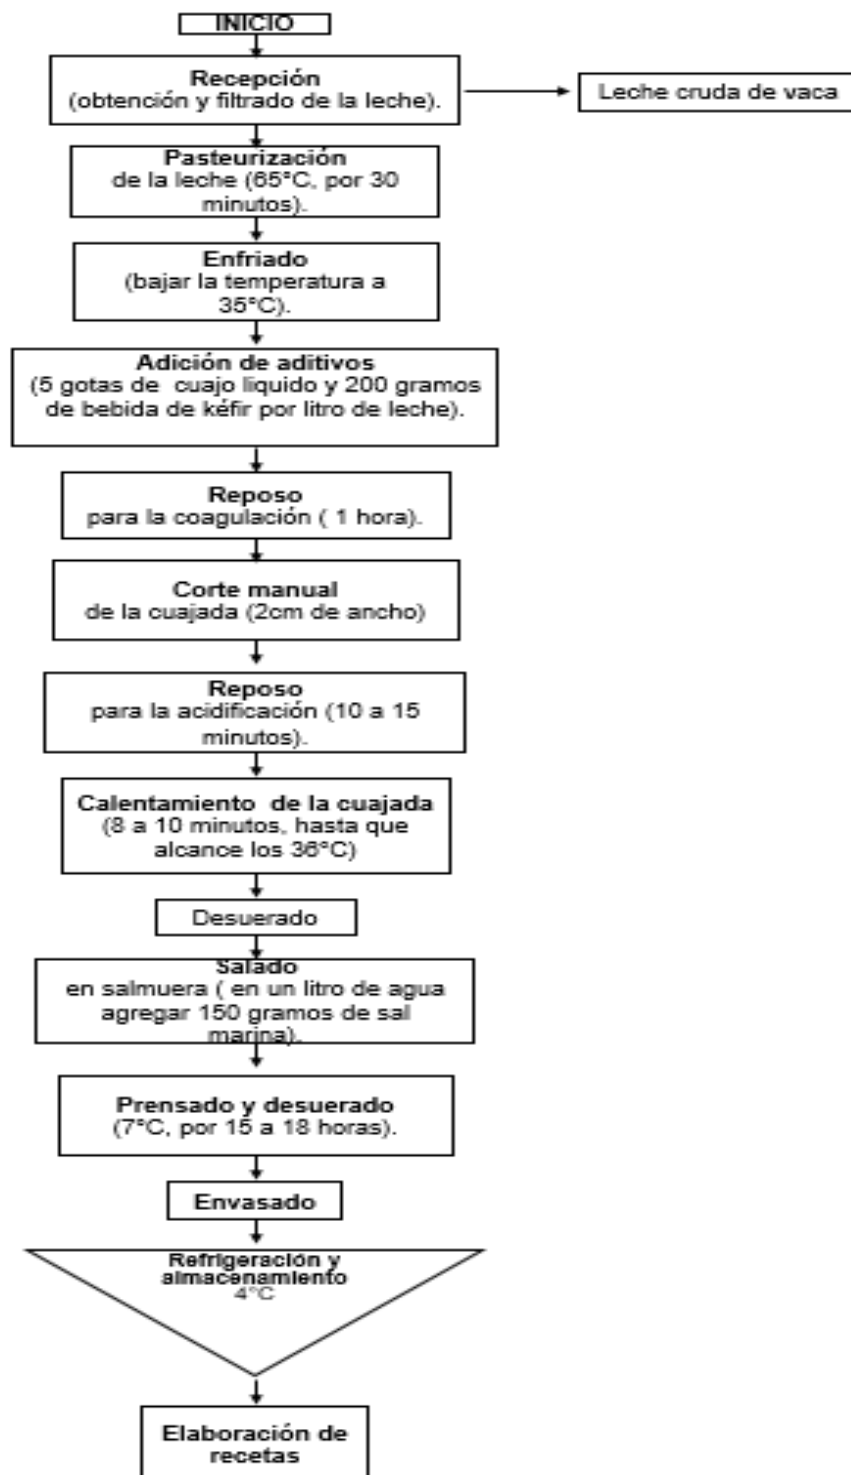 INICIO
Recepción
(obtención y filtrado de la leche).
Leche cruda de vaca
Pasteurización
de la leche (65°C, por 30
minutos).
Enfriado
(bajar la temperatura a
35°C).
Adición de aditivos
(5 gotas de cuajo liquido y 200 gramos
de bebida de kéfir por litro de leche).
Reposo
para la coagulación ( 1 hora).
Corte manual
de la cuajada (2cm de ancho)
Reposo
para la acidificación (10 a 15
minutos).
Calentamiento de la cuajada
(8 a 10 minutos, hasta que
alcance los 36°C)
Desuerado
Salado
en salmuera ( en un litro de agua
agregar 150 gramos de sal
marina).
Prensado y desuerado
(7°C, por 15 a 18 horas).
Envasado
Refrigeración y
almacenamiento
4°C
Elaboración de
recetas